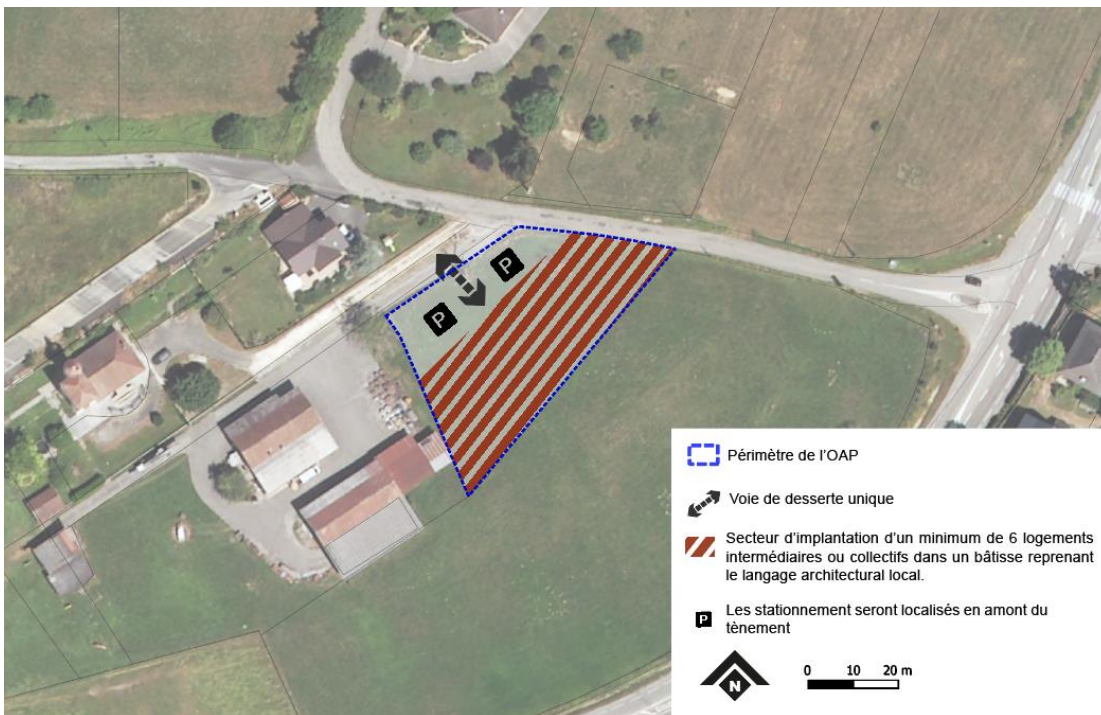 P
P
Périmètre de l'OAP
Voie de desserte unique
Secteur d'implantation d'un minimum de 6 logements
intermédiaires ou collectifs dans un bâtisse reprenant
le langage architectural local.
P
Les stationnement seront localisés en amont du
tènement
N
0 10 20 m